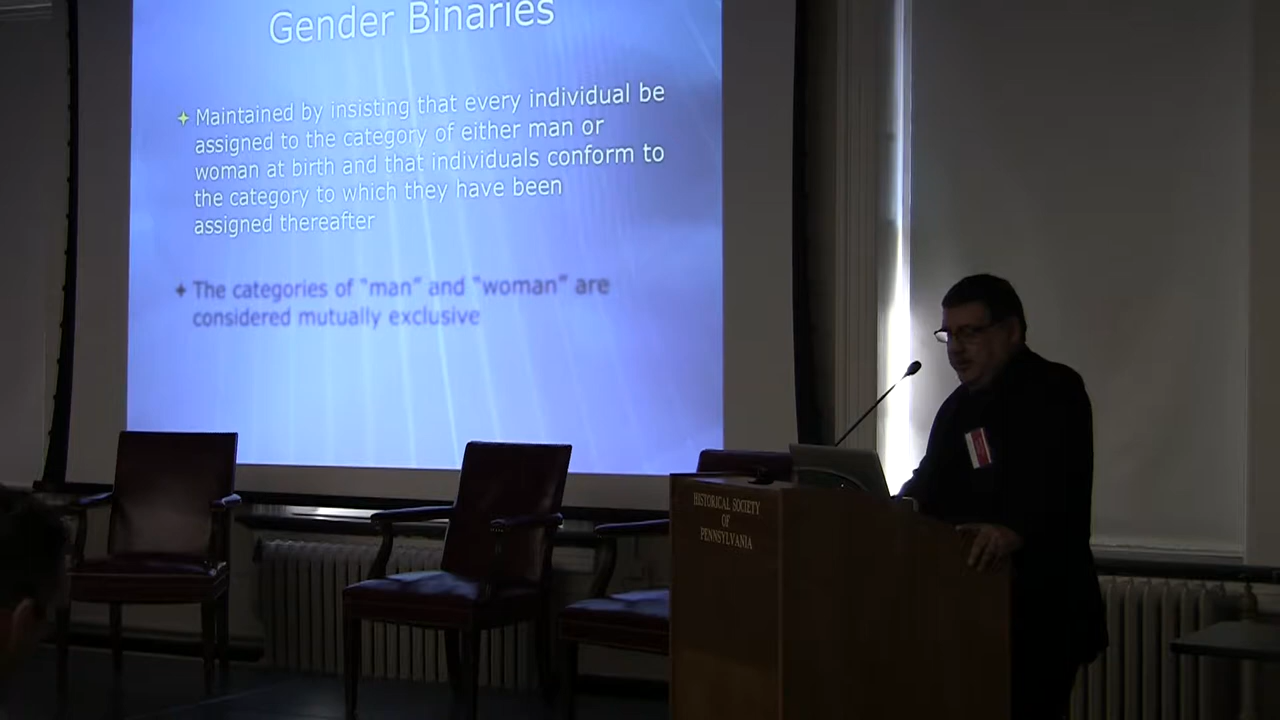 Gender Binaries
Maintained by insisting that every individual be
assigned to the category of either man or
woman at birth and that individuals conform to
the category to which they have been
assigned thereafter
The categories of "man" and "woman" are
considered mutually exclusive
HISTORICAL SOCIETY
OF
PENNSYLVANIA